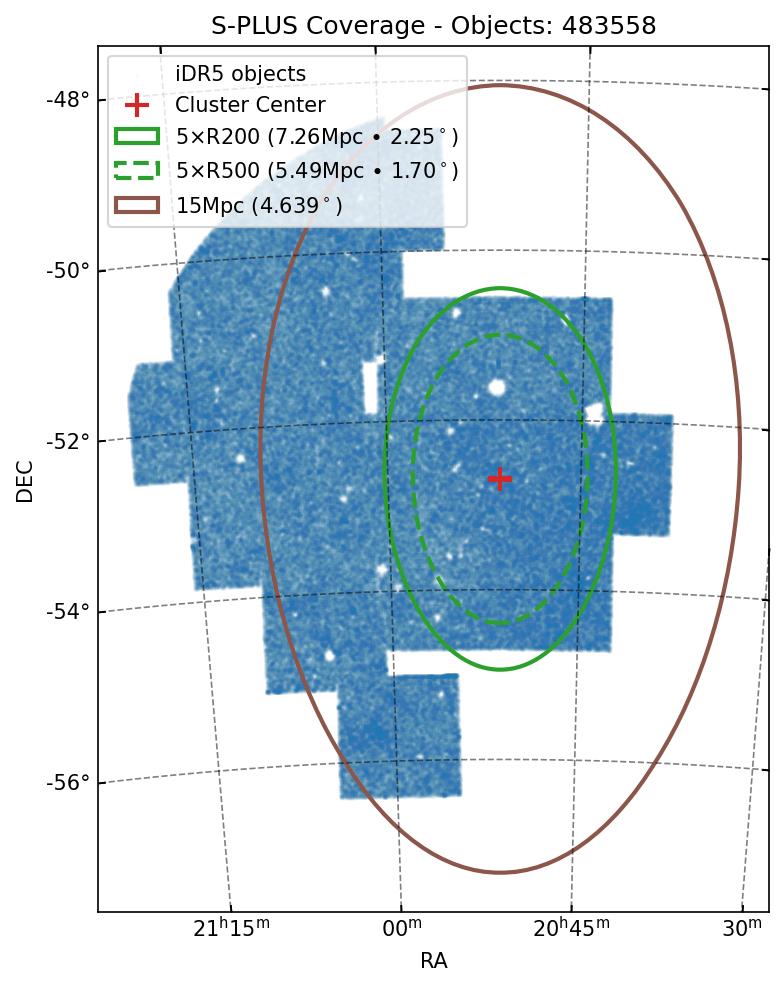 S-PLUS Coverage - Objects: 483558
iDR5 objects
Cluster Center
5×R200 (7.26Mpc • 2.25°)
5×R500 (5.49Mpc • 1.70°)
15Mpc (4.639°)
-48°
-50°
-52°
-54°
-56°
DEC
21ʰ15ᵐ 00ᵐ 20ʰ45ᵐ 30ᵐ
RA